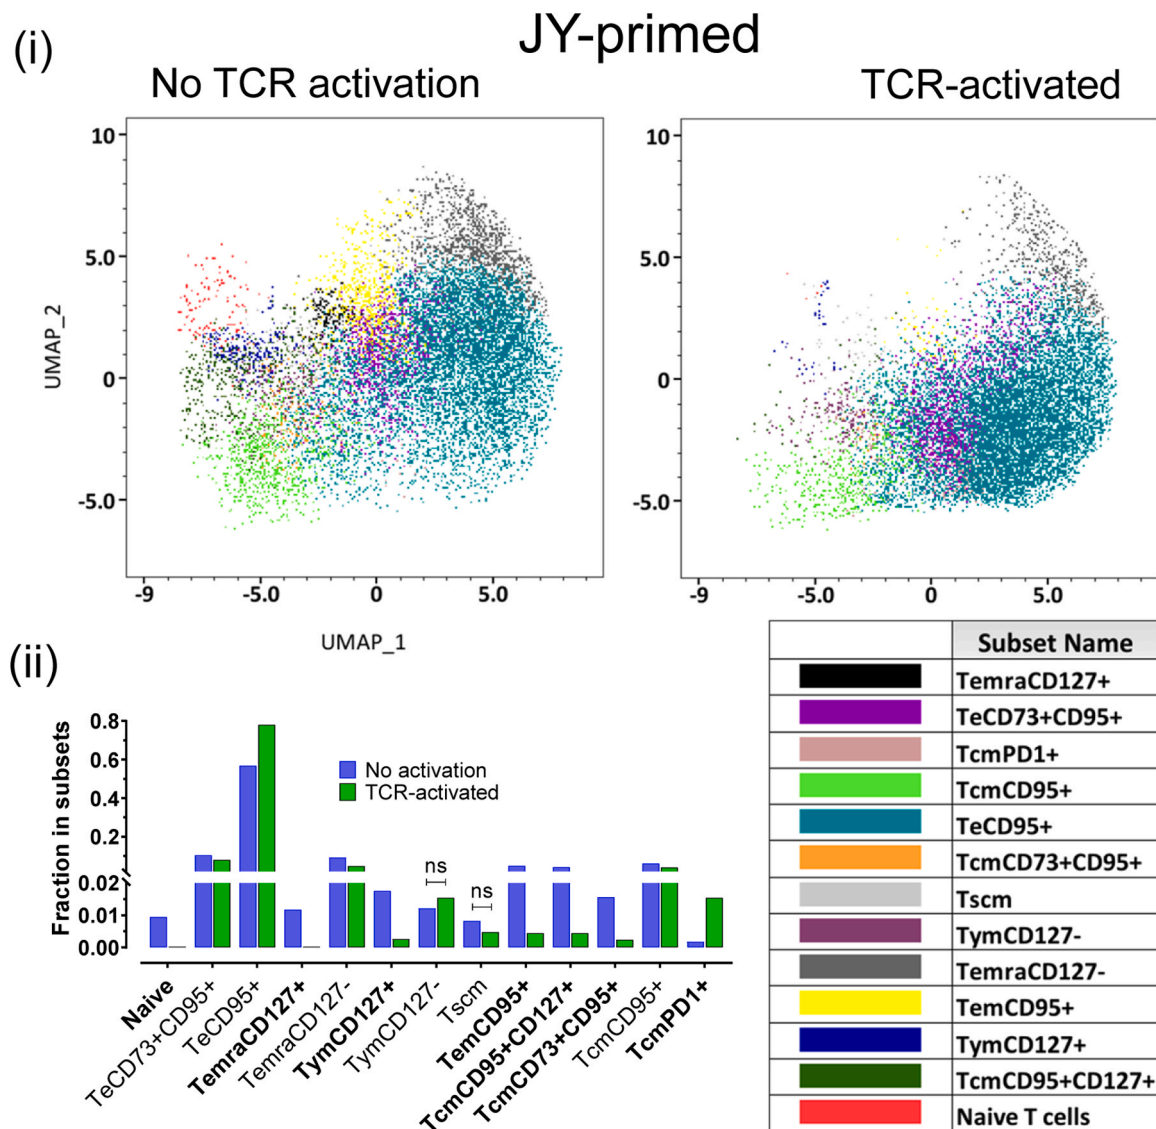 JY-primed
(i)
No TCR activation
TCR-activated
10
5.0
0
-5.0
UMAP_2
-9
-5.0
0
5.0
UMAP_1
10
5.0
0
-5.0
-9
-5.0
0
5.0
(ii)
Fraction in subsets
0.8
0.6
0.4
0.2
0.02
0.01
0.00
No activation
TCR-activated
ns
ns
Naive
TeCD73+CD95+
TeCD95+
TemraCD127+
TemraCD127-
TymCD127+
TymCD127-
Tscm
TemCD95+
TcmCD95+CD127+
TcmCD73+CD95+
TcmCD95+
TcmPD1+
Subset Name
TemraCD127+
TeCD73+CD95+
TcmPD1+
TcmCD95+
TeCD95+
TcmCD73+CD95+
Tscm
TymCD127-
TemraCD127-
TemCD95+
TymCD127+
TcmCD95+CD127+
Naive T cells